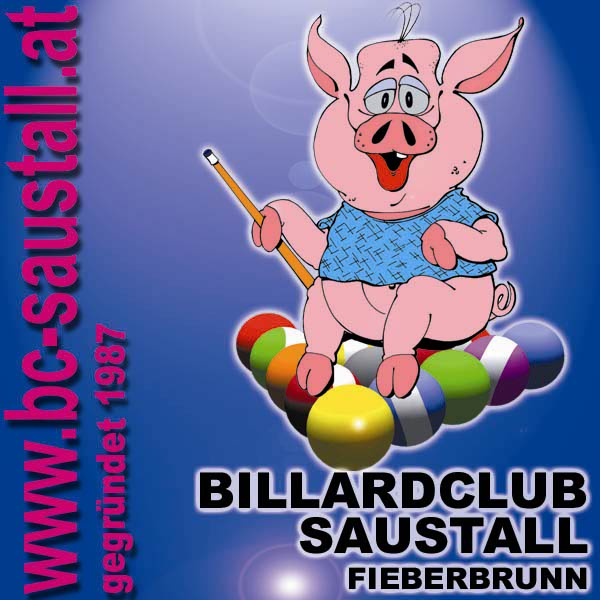 www.bc-saustall.at
gegründet 1987
BILLARDCLUB
SAUSTALL
FIEBERBRUNN